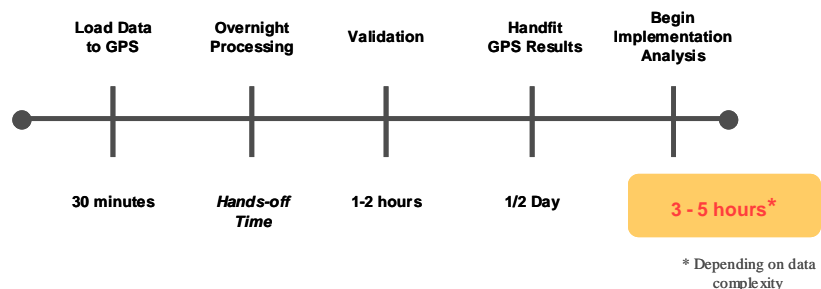 Load Data
to GPS
Overnight
Processing
Validation
Handfit
GPS Results
Begin
Implementation
Analysis
30 minutes
Hands-off
Time
1-2 hours
1/2 Day
3 - 5 hours*
* Depending on data
complexity